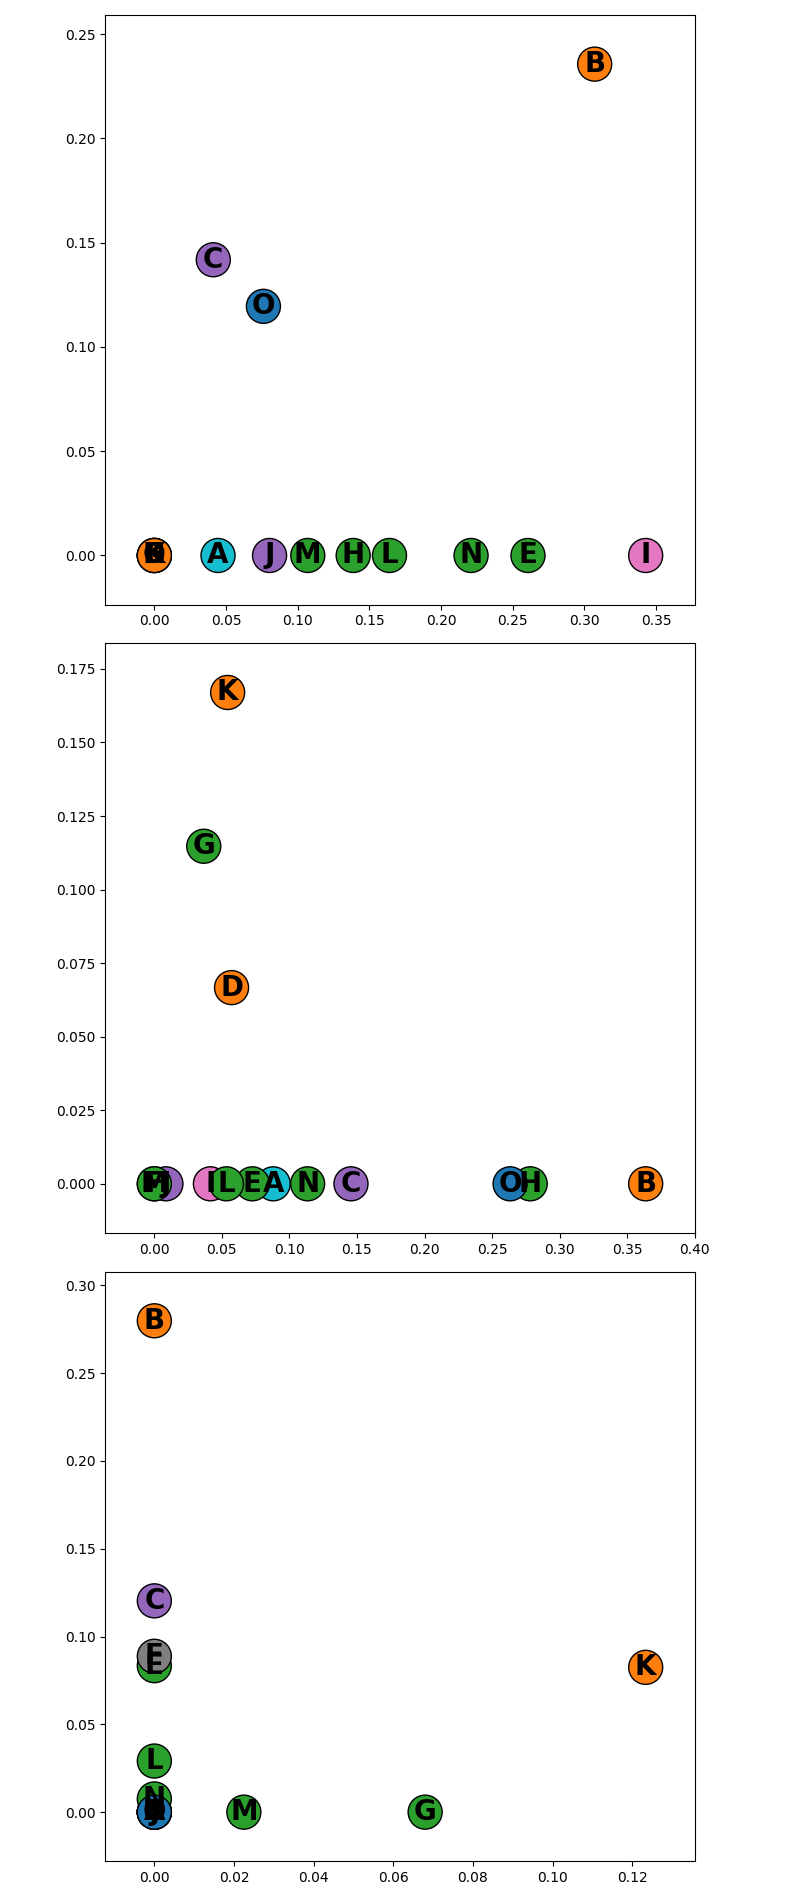 0.25
B
0.20
0.15
C
O
0.10
0.05
0.00
A J M H L N E I
0.00 0.05 0.10 0.15 0.20 0.25 0.30 0.35
0.175
K
0.150
0.125
G
0.100
0.075
D
0.050
0.025
0.000
J I L E A N C O H B
0.00 0.05 0.10 0.15 0.20 0.25 0.30 0.35 0.40
0.30
B
0.25
0.20
0.15
C
0.10
E
K
0.05
L
N
0.00
M G
0.00 0.02 0.04 0.06 0.08 0.10 0.12